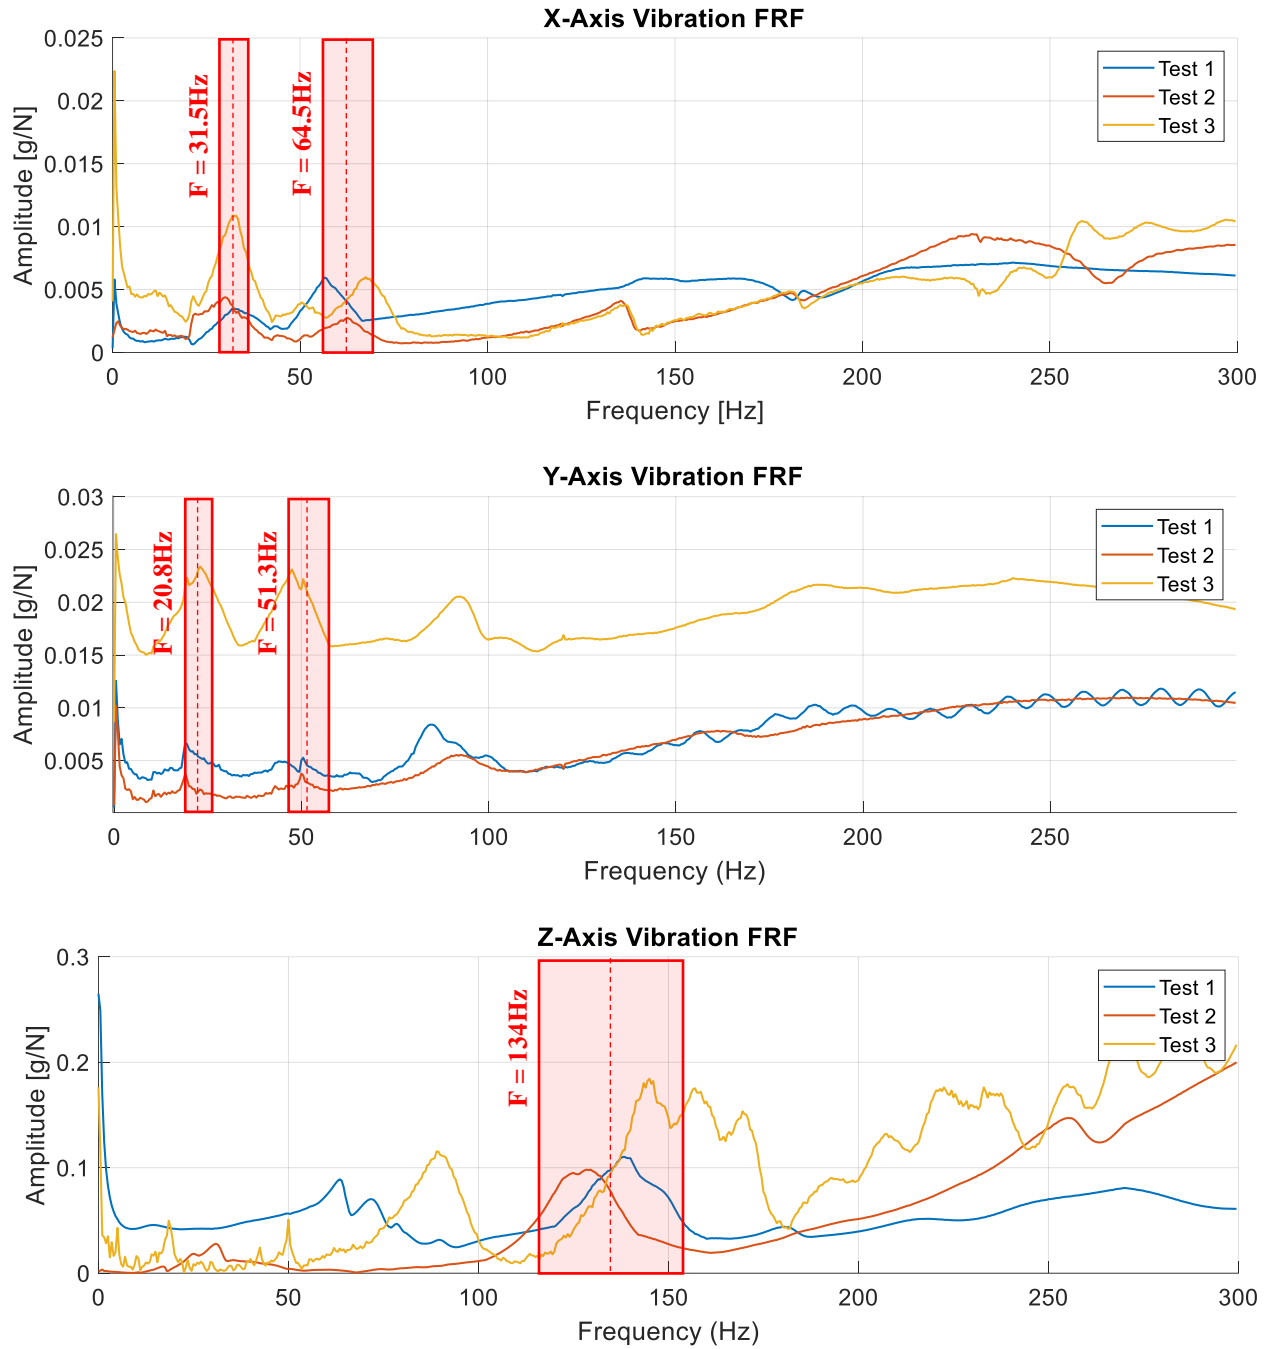 X-Axis Vibration FRF
Amplitude [g/N]
0.025
0.02
0.015
0.01
0.005
0
F = 31.5Hz
F = 64.5Hz
Test 1
Test 2
Test 3
0 50 100 150 200 250 300
Frequency [Hz]
Y-Axis Vibration FRF
Amplitude [g/N]
0.03
0.025
0.02
0.015
0.01
0.005
F = 20.8Hz
F = 51.3Hz
Test 1
Test 2
Test 3
0 50 100 150 200 250
Frequency (Hz)
Z-Axis Vibration FRF
Amplitude [g/N]
0.3
0.2
0.1
0
F = 134Hz
Test 1
Test 2
Test 3
0 50 100 150 200 250 300
Frequency (Hz)